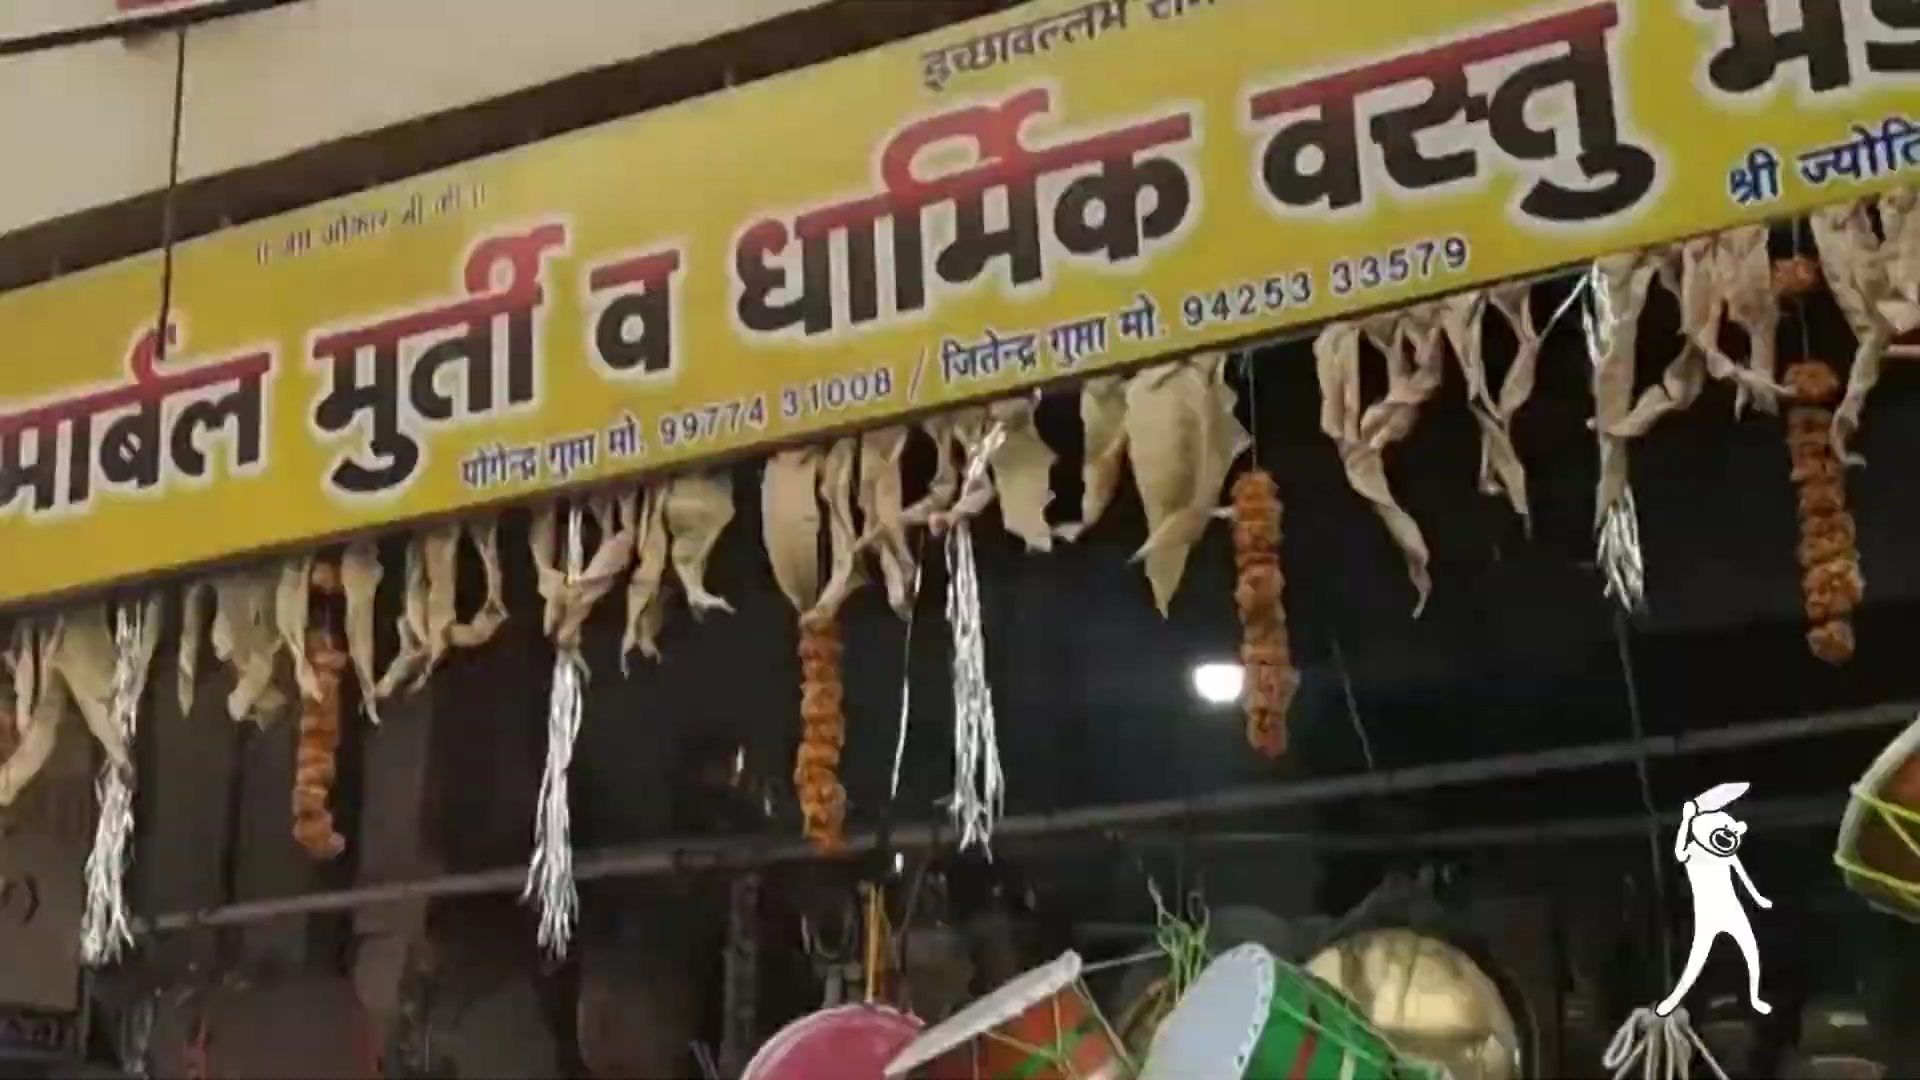 इच्छावल्लभ
मार्बल मुर्ती व धार्मिक वस्तु
योगेन्द्र गुप्ता मो. 99774 31008 / जितेन्द्र गुप्ता मो. 94253 33579
श्री